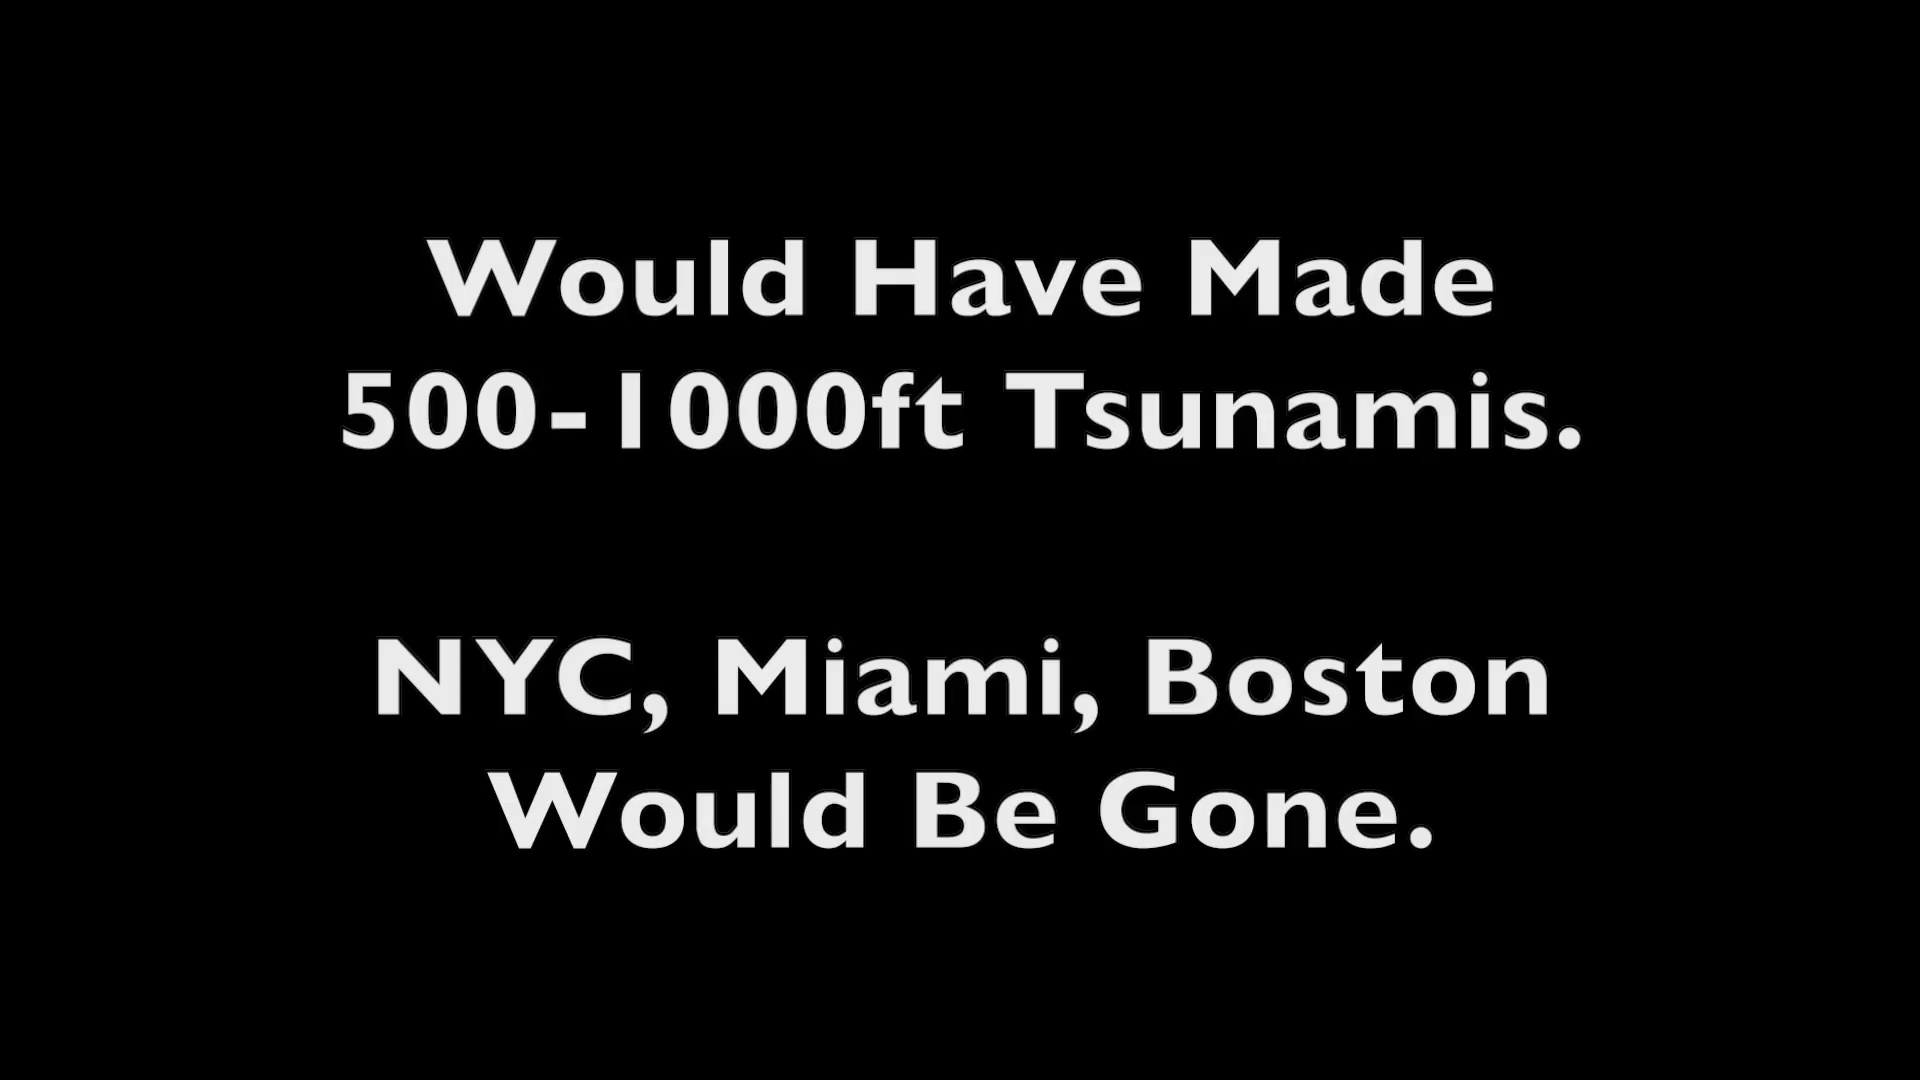 Would Have Made
500-1000ft Tsunamis.
NYC, Miami, Boston
Would Be Gone.